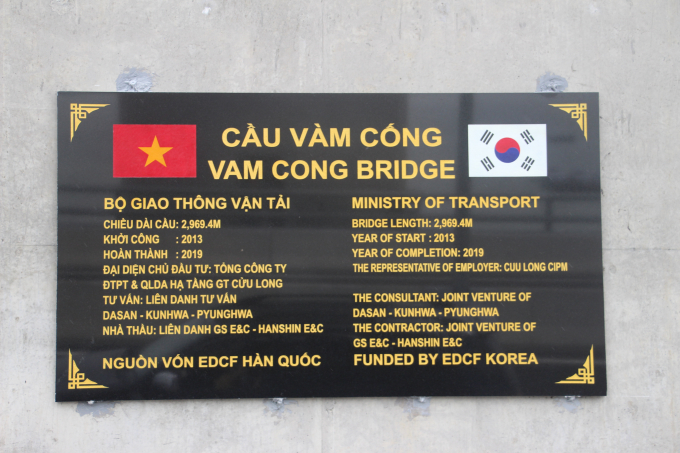 CẦU VÀM CỐNG
VAM CONG BRIDGE
BỘ GIAO THÔNG VẬN TẢI
CHIỀU DÀI CẦU: 2,969.4M
KHỞI CÔNG : 2013
HOÀN THÀNH : 2019
ĐẠI DIỆN CHỦ ĐẦU TƯ: TỔNG CÔNG TY
ĐTPT & QLDA HẠ TẦNG GT CỬU LONG
TƯ VẤN: LIÊN DANH TƯ VẤN
DASAN - KUNHWA - PYUNGHWA
NHÀ THẦU: LIÊN DANH GS E&C - HANSHIN E&C
NGUỒN VỐN EDCF HÀN QUỐC
MINISTRY OF TRANSPORT
BRIDGE LENGTH: 2,969.4M
YEAR OF START : 2013
YEAR OF COMPLETION: 2019
THE REPRESENTATIVE OF EMPLOYER: CUU LONG CIPM
THE CONSULTANT: JOINT VENTURE OF
DASAN - KUNHWA - PYUNGHWA
THE CONTRACTOR: JOINT VENTURE OF
GS E&C - HANSHIN E&C
FUNDED BY EDCF KOREA